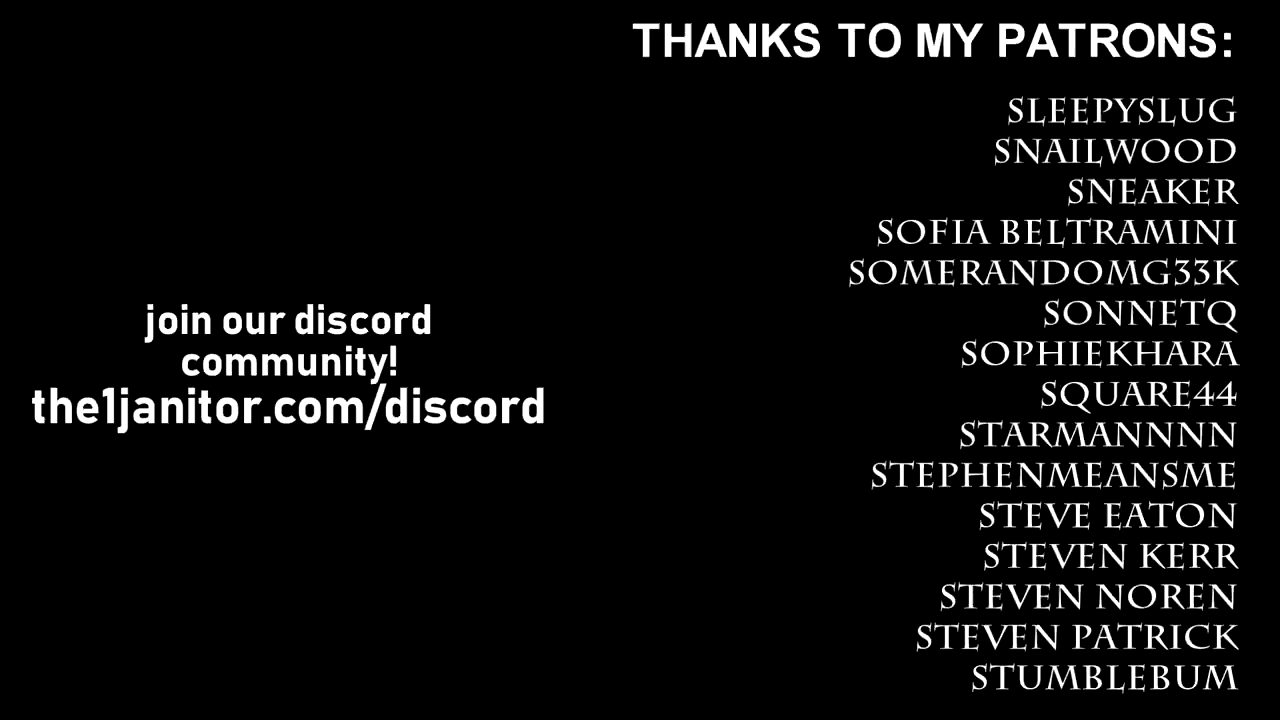 THANKS TO MY PATRONS:
SLEEPYSLUG
SNAILWOOD
SNEAKER
SOFIA BELTRAMINI
SOMERANDOMG33K
SONNETQ
SOPHIEKHARA
SQUARE44
STARMANNNN
STEPHENMEANSME
STEVE EATON
STEVEN KERR
STEVEN NOREN
STEVEN PATRICK
STUMBLEBUM
join our discord
community!
the1janitor.com/discord